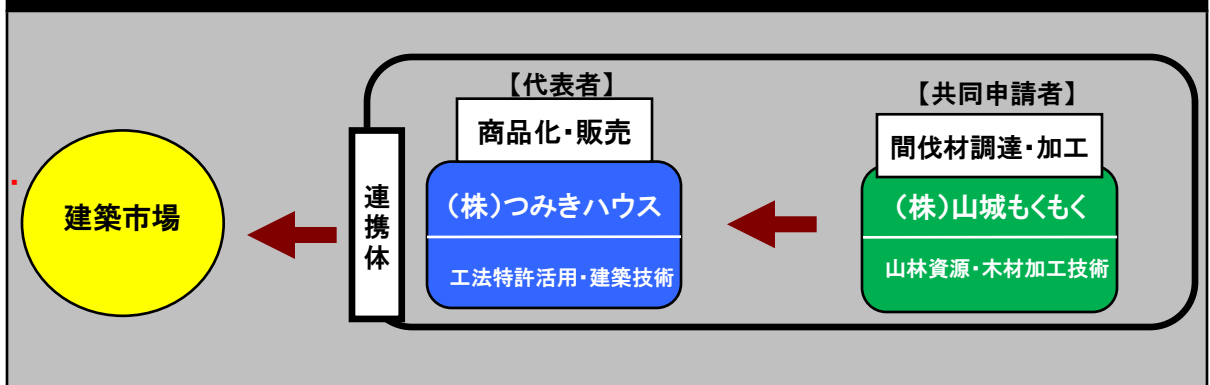 【代表者】
商品化・販売
(株)つみきハウス
工法特許活用・建築技術
【共同申請者】
間伐材調達・加工
(株)山城もくもく
山林資源・木材加工技術
連携体
建築市場